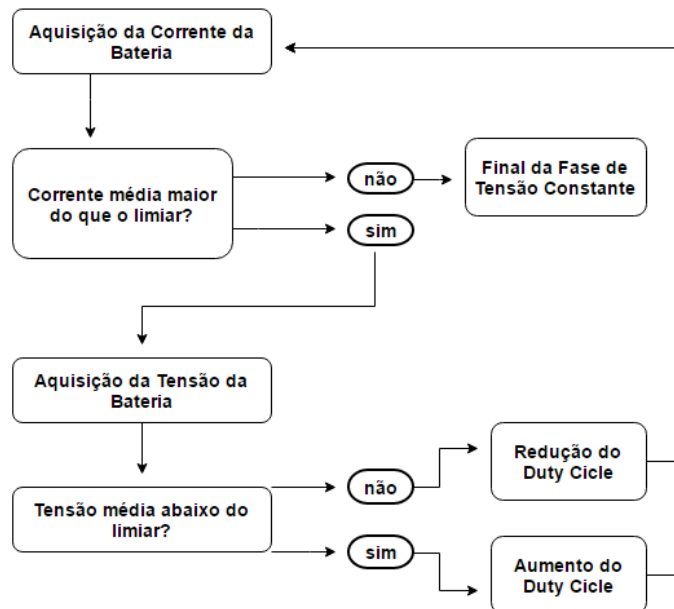 Aquisição da Corrente da
Bateria
Corrente média maior
do que o limiar?
não
Final da Fase de
Tensão Constante
sim
Aquisição da Tensão da
Bateria
Tensão média abaixo do
limiar?
não
Redução do
Duty Cicle
sim
Aumento do
Duty Cicle